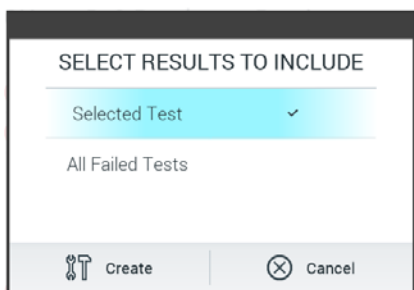 SELECT RESULTS TO INCLUDE
Selected Test
All Failed Tests
Create Cancel